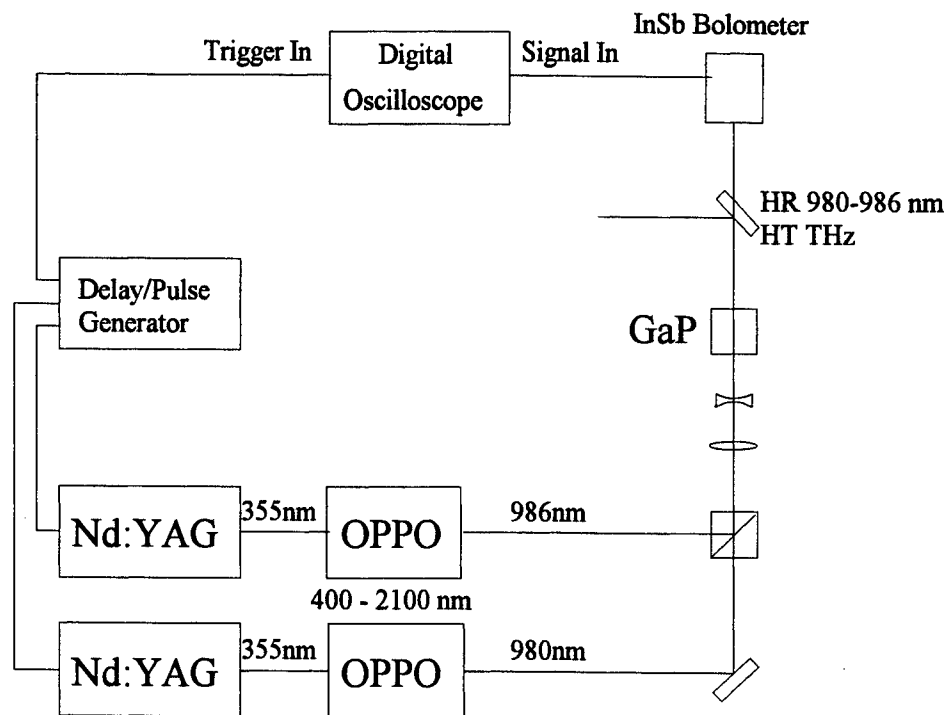 InSb Bolometer
Trigger In
Digital
Oscilloscope
Signal In
HR 980-986 nm
HT THz
Delay/Pulse
Generator
GaP
Nd:YAG
355nm
OPPO
986nm
400 - 2100 nm
Nd:YAG
355nm
OPPO
980nm